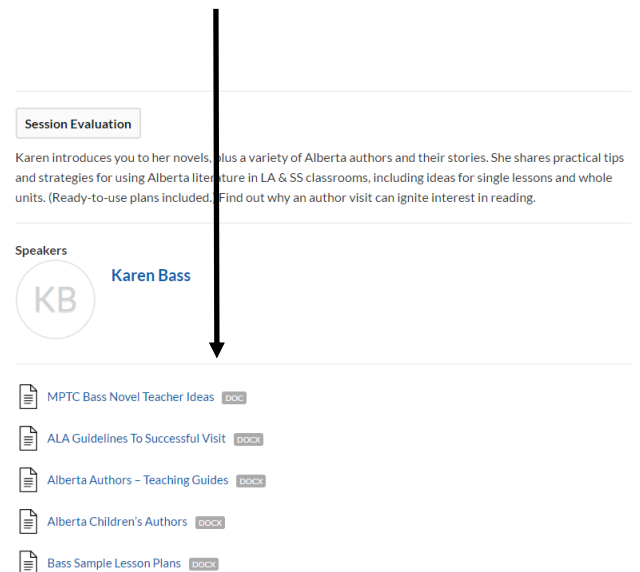 Session Evaluation
Karen introduces you to her novels, plus a variety of Alberta authors and their stories. She shares practical tips
and strategies for using Alberta literature in LA & SS classrooms, including ideas for single lessons and whole
units. (Ready-to-use plans included.) Find out why an author visit can ignite interest in reading.
Speakers
KB
Karen Bass
MPTC Bass Novel Teacher Ideas DOC
ALA Guidelines To Successful Visit DOCX
Alberta Authors – Teaching Guides DOCX
Alberta Children’s Authors DOCX
Bass Sample Lesson Plans DOCX